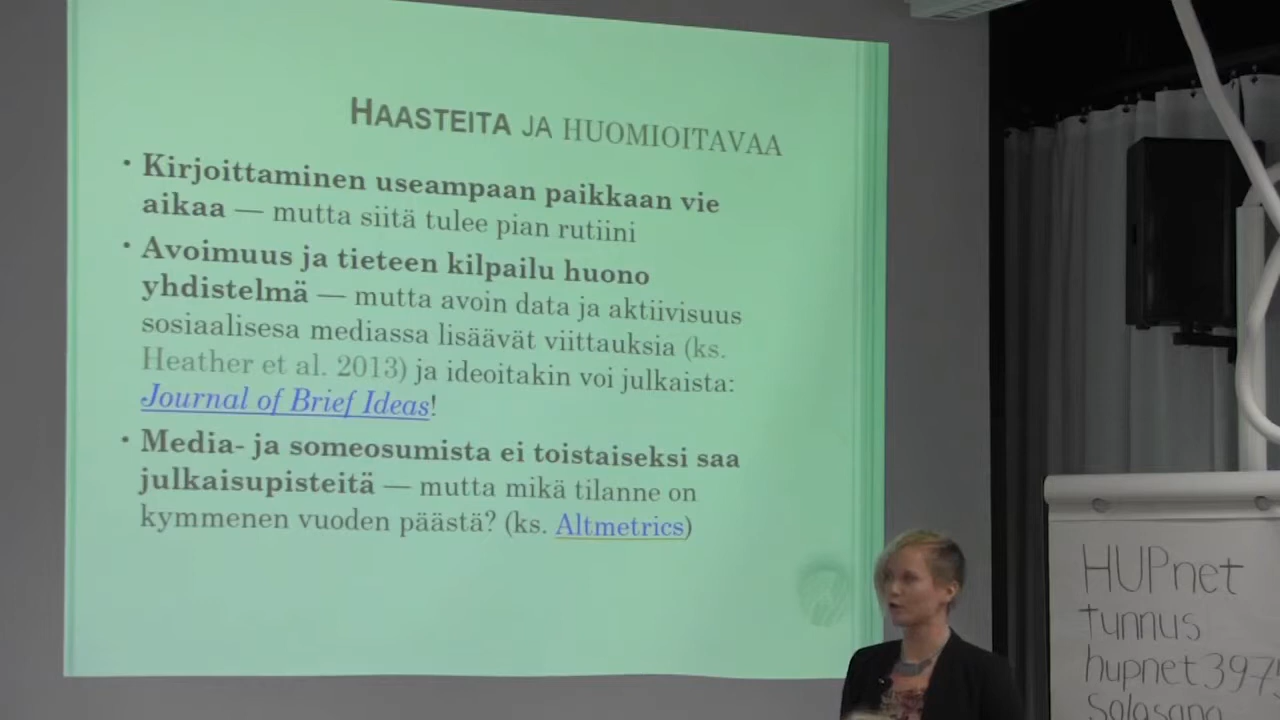 HAASTEITA JA HUOMIOITAVAA
• Kirjoittaminen useampaan paikkaan vie
aikaa — mutta siitä tulee pian rutiini
• Avoimuus ja tieteen kilpailu huono
yhdistelmä — mutta avoin data ja aktiivisuus
sosiaalisesa mediassa lisäävät viittauksia (ks.
Heather et al. 2013) ja ideoitakin voi julkaista:
Journal of Brief Ideas!
• Media- ja someosumista ei toistaiseksi saa
julkaisupisteitä — mutta mikä tilanne on
kymmenen vuoden päästä? (ks. Altmetrics)
HUPnet
tunnus
hupnet3975
Salasana